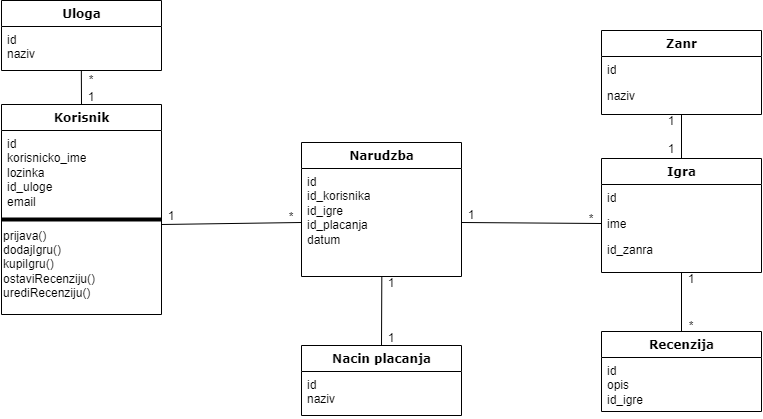 Uloga
id
naziv
*
1
Korisnik
id
korisnicko_ime
lozinka
id_uloge
email
prijava()
dodajIgru()
kupiIgru()
ostaviRecenziju()
urediRecenziju()
1
*
Narudzba
id
id_korisnika
id_igre
id_placanja
datum
1
1
Nacin placanja
id
naziv
1
*
Zanr
id
naziv
1
1
Igra
id
ime
id_zanra
1
*
Recenzija
id
opis
id_igre